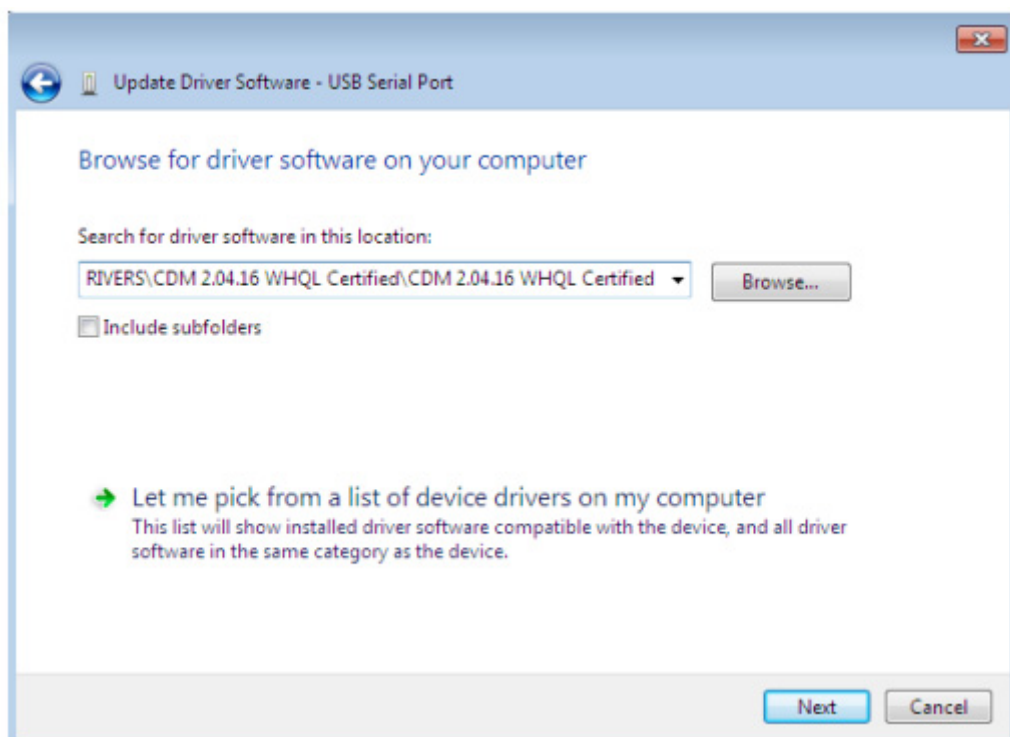 Update Driver Software - USB Serial Port
Browse for driver software on your computer
Search for driver software in this location:
RIVERS\CDM 2.04.16 WHQL Certified\CDM 2.04.16 WHQL Certified
Browse...
Include subfolders
Let me pick from a list of device drivers on my computer
This list will show installed driver software compatible with the device, and all driver
software in the same category as the device.
Next
Cancel